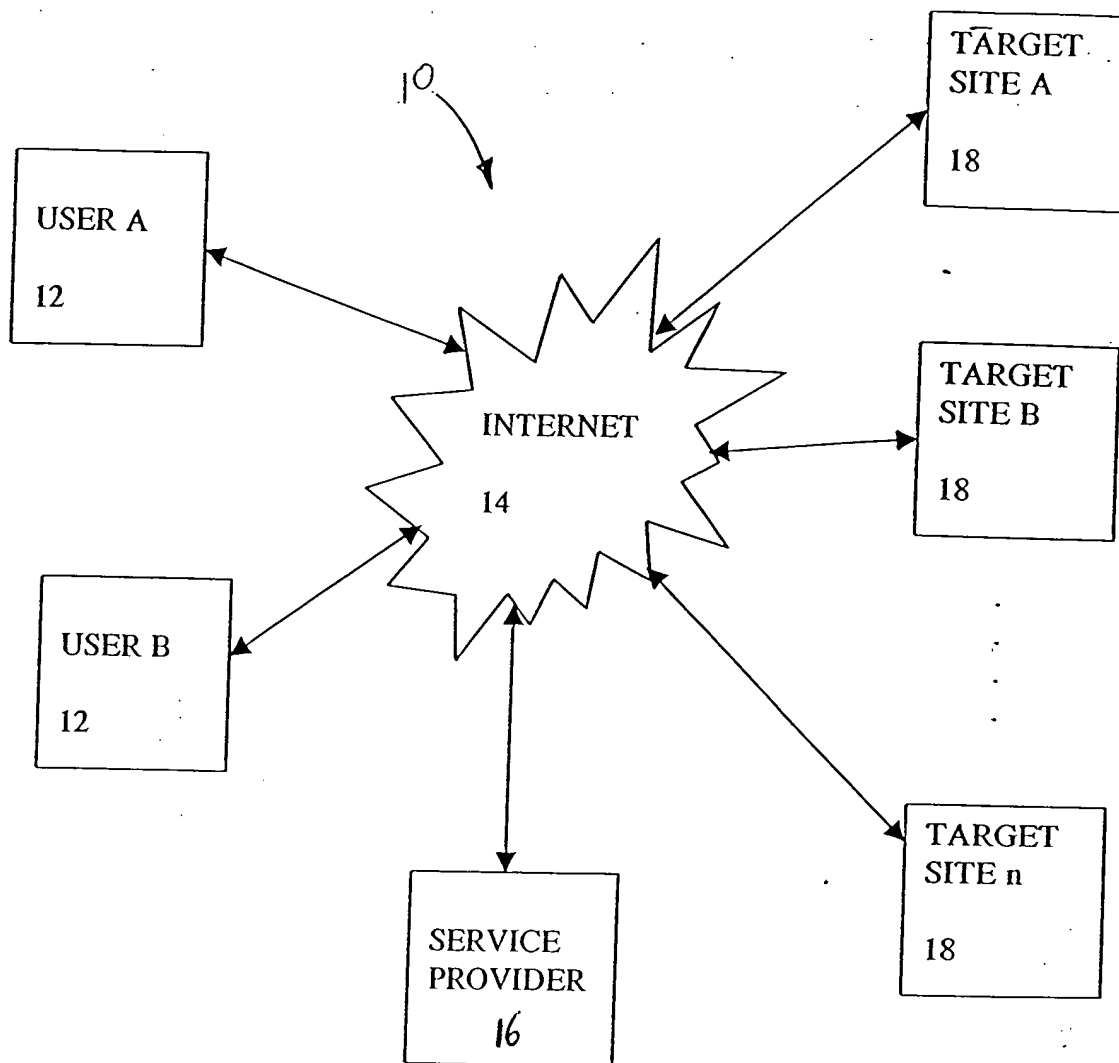 10
TARGET
SITE A
18
USER A
12
INTERNET
14
TARGET
SITE B
18
USER B
12
SERVICE
PROVIDER
16
TARGET
SITE n
18